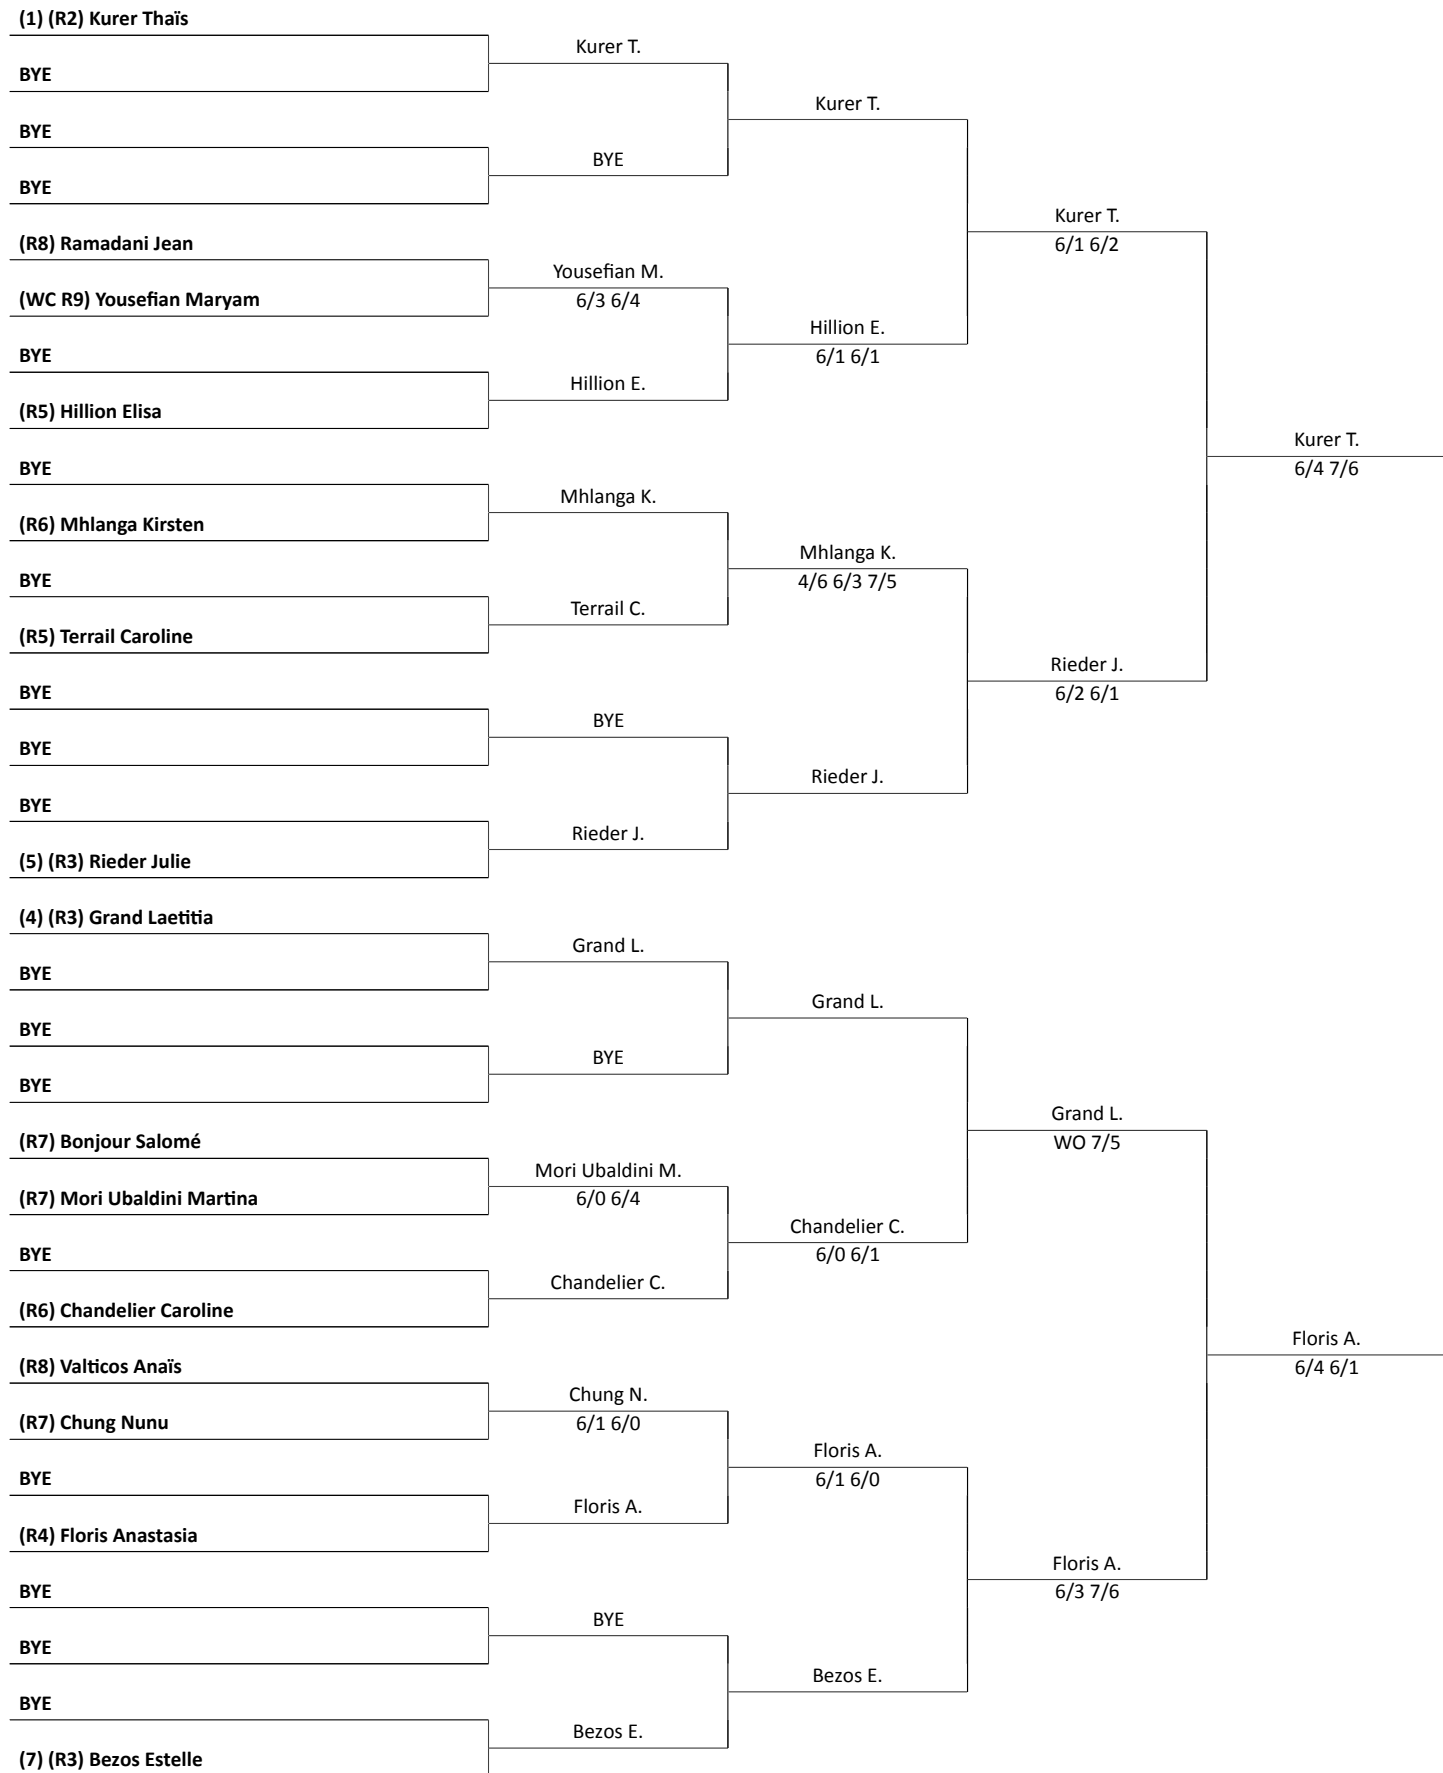 (1) (R2) Kurer Thaïs
Kurer T.
BYE
Kurer T.
BYE
BYE
BYE
Kurer T.
6/1 6/2
(R8) Ramadani Jean
Yousefian M.
6/3 6/4
(WC R9) Yousefian Maryam
Hillion E.
6/1 6/1
BYE
Hillion E.
(R5) Hillion Elisa
Kurer T.
6/4 7/6
BYE
Mhlanga K.
(R6) Mhlanga Kirsten
Mhlanga K.
4/6 6/3 7/5
BYE
Terrail C.
(R5) Terrail Caroline
Rieder J.
6/2 6/1
BYE
BYE
BYE
Rieder J.
BYE
Rieder J.
(5) (R3) Rieder Julie
(4) (R3) Grand Laetitia
Grand L.
BYE
Grand L.
BYE
BYE
BYE
Grand L.
WO 7/5
(R7) Bonjour Salomé
Mori Ubaldini M.
6/0 6/4
(R7) Mori Ubaldini Martina
Chandelier C.
6/0 6/1
BYE
Chandelier C.
(R6) Chandelier Caroline
Floris A.
6/4 6/1
(R8) Valticos Anaïs
Chung N.
6/1 6/0
(R7) Chung Nunu
Floris A.
6/1 6/0
BYE
Floris A.
(R4) Floris Anastasia
Floris A.
6/3 7/6
BYE
BYE
BYE
Bezos E.
BYE
Bezos E.
(7) (R3) Bezos Estelle